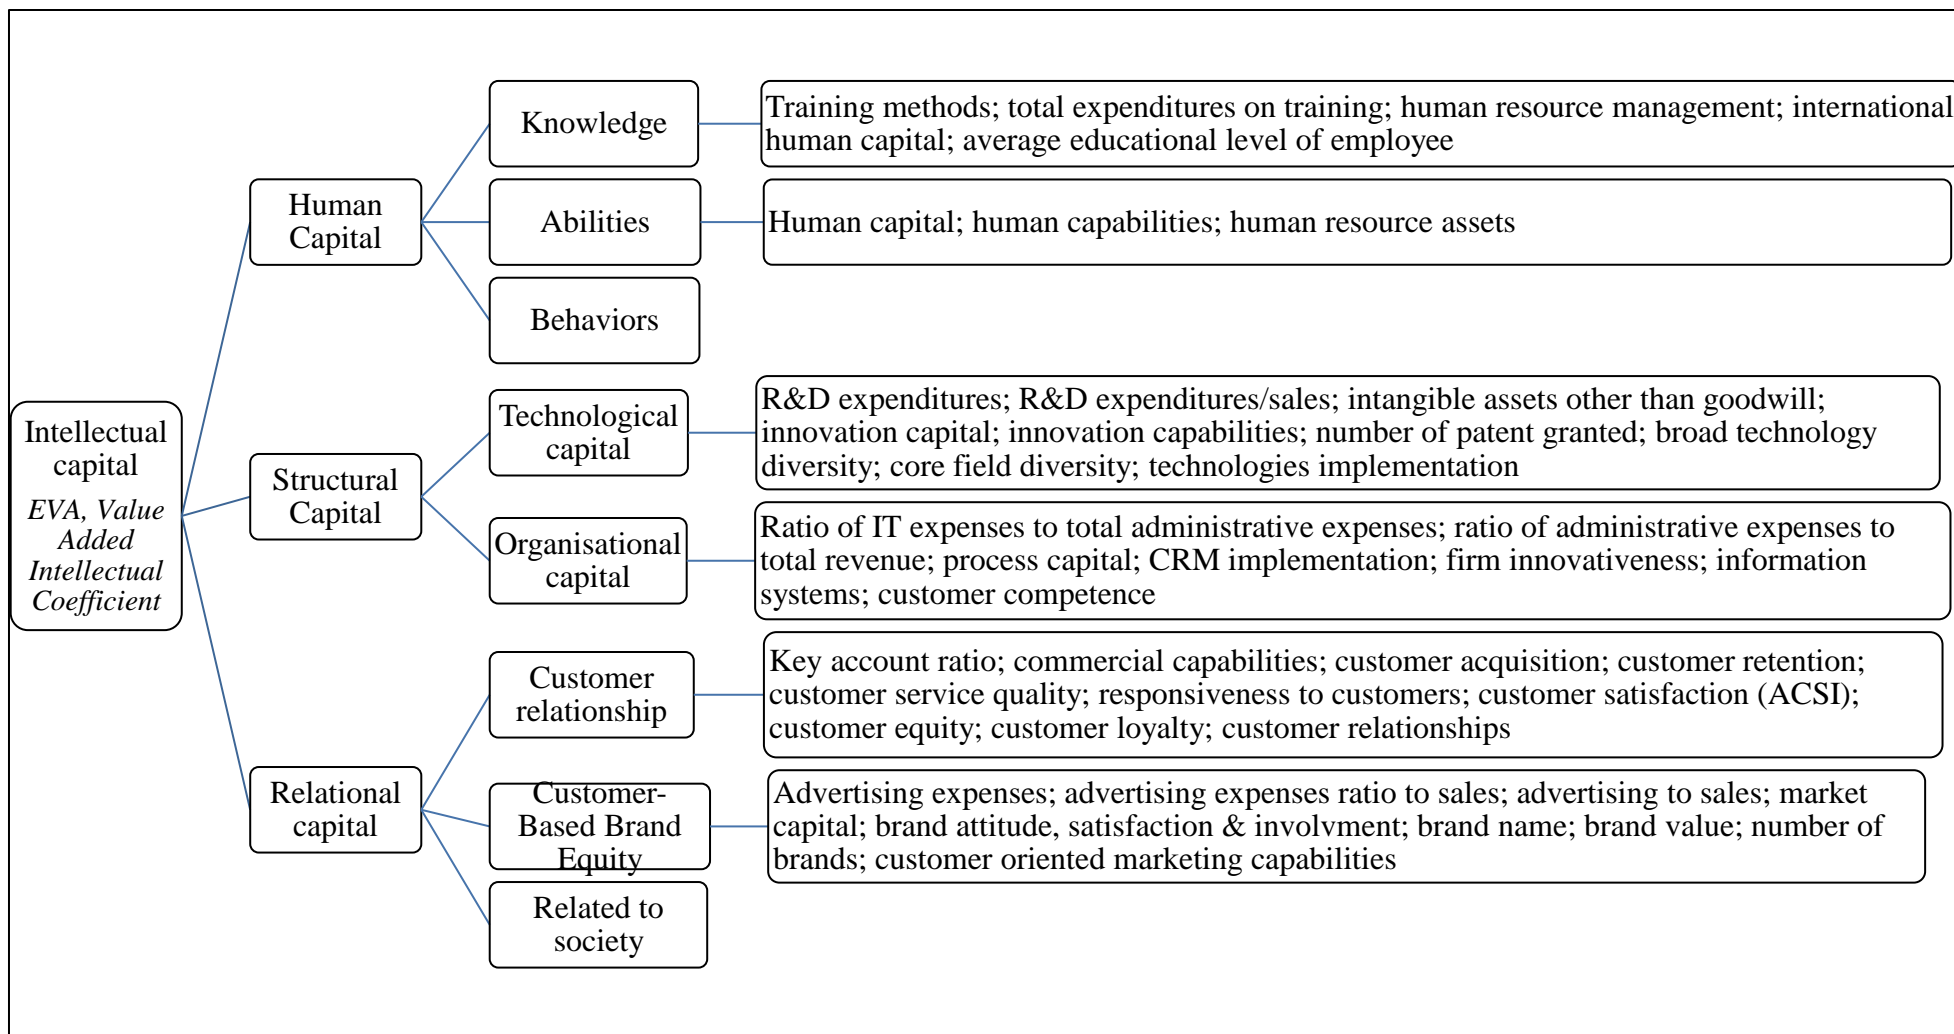 Knowledge
Training methods; total expenditures on training; human resource management; international
human capital; average educational level of employee
Human
Capital
Abilities
Human capital; human capabilities; human resource assets
Behaviors
Intellectual
capital
EVA, Value
Added
Intellectual
Coefficient
Structural
Capital
Technological
capital
R&D expenditures; R&D expenditures/sales; intangible assets other than goodwill;
innovation capital; innovation capabilities; number of patent granted; broad technology
diversity; core field diversity; technologies implementation
Organisational
capital
Ratio of IT expenses to total administrative expenses; ratio of administrative expenses to
total revenue; process capital; CRM implementation; firm innovativeness; information
systems; customer competence
Relational
capital
Customer
relationship
Key account ratio; commercial capabilities; customer acquisition; customer retention;
customer service quality; responsiveness to customers; customer satisfaction (ACSI);
customer equity; customer loyalty; customer relationships
Customer-
Based Brand
Equity
Advertising expenses; advertising expenses ratio to sales; advertising to sales; market
capital; brand attitude, satisfaction & involvment; brand name; brand value; number of
brands; customer oriented marketing capabilities
Related to
society